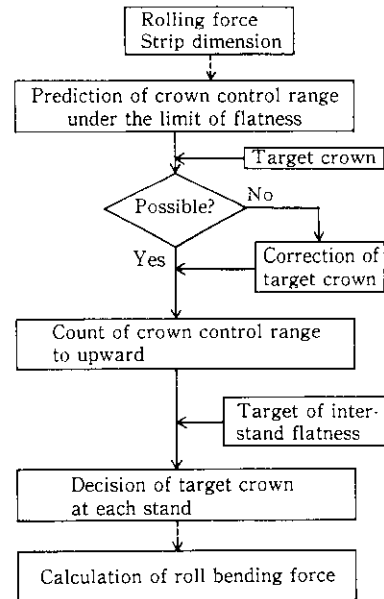 Rolling force
Strip dimension
Prediction of crown control range
under the limit of flatness
Target crown
Possible?
No
Yes
Correction of
target crown
Count of crown control range
to upward
Target of inter-
stand flatness
Decision of target crown
at each stand
Calculation of roll bending force